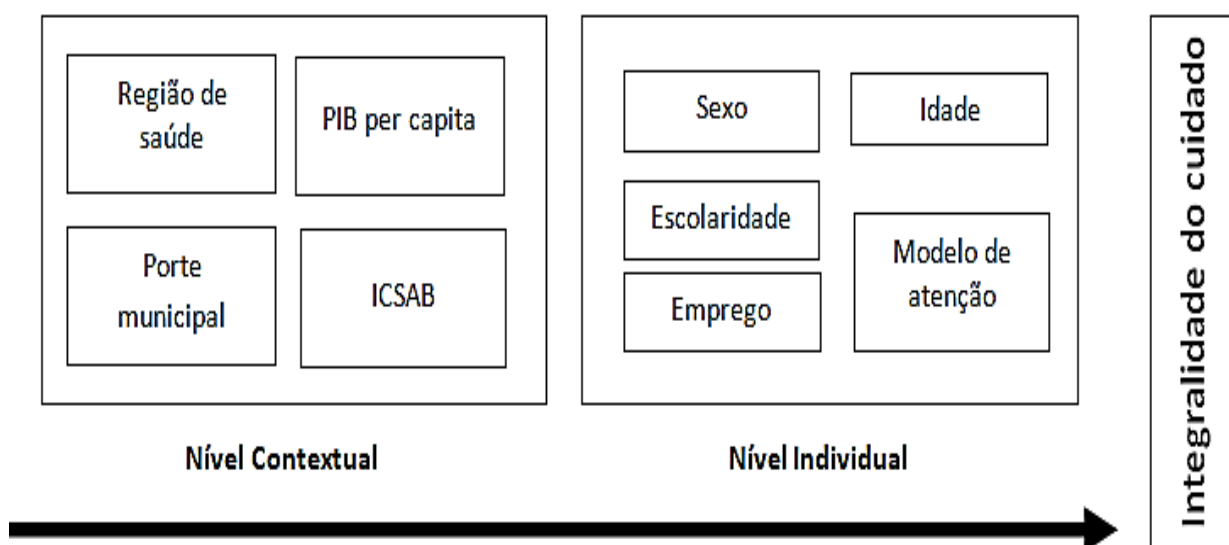 Região de
saúde
PIB per capita
Porte
municipal
ICSAB
Nível Contextual
Sexo
Idade
Escolaridade
Emprego
Modelo de
atenção
Nível Individual
Integralidade do cuidado